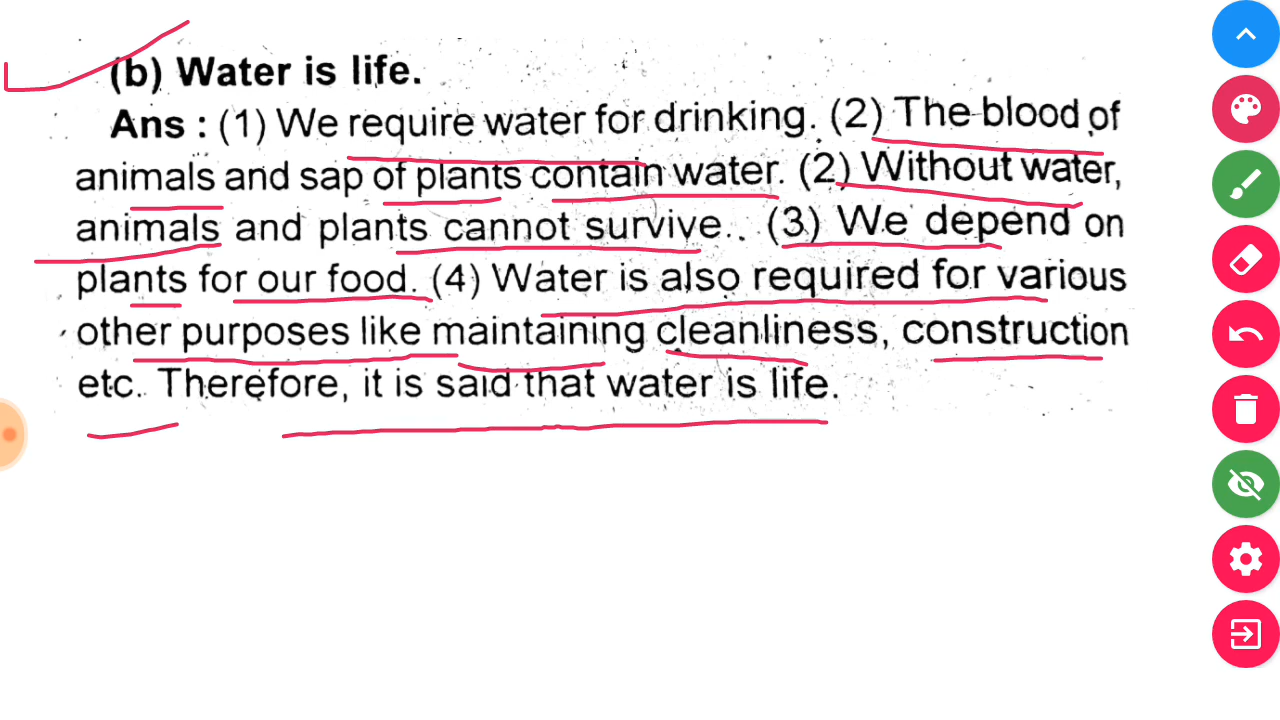 (b) Water is life.
Ans : (1) We require water for drinking. (2) The blood of
animals and sap of plants contain water. (2) Without water,
animals and plants cannot survive.. (3) We depend on
plants for our food. (4) Water is also required for various
other purposes like maintaining cleanliness, construction
etc. Therefore, it is said that water is life.